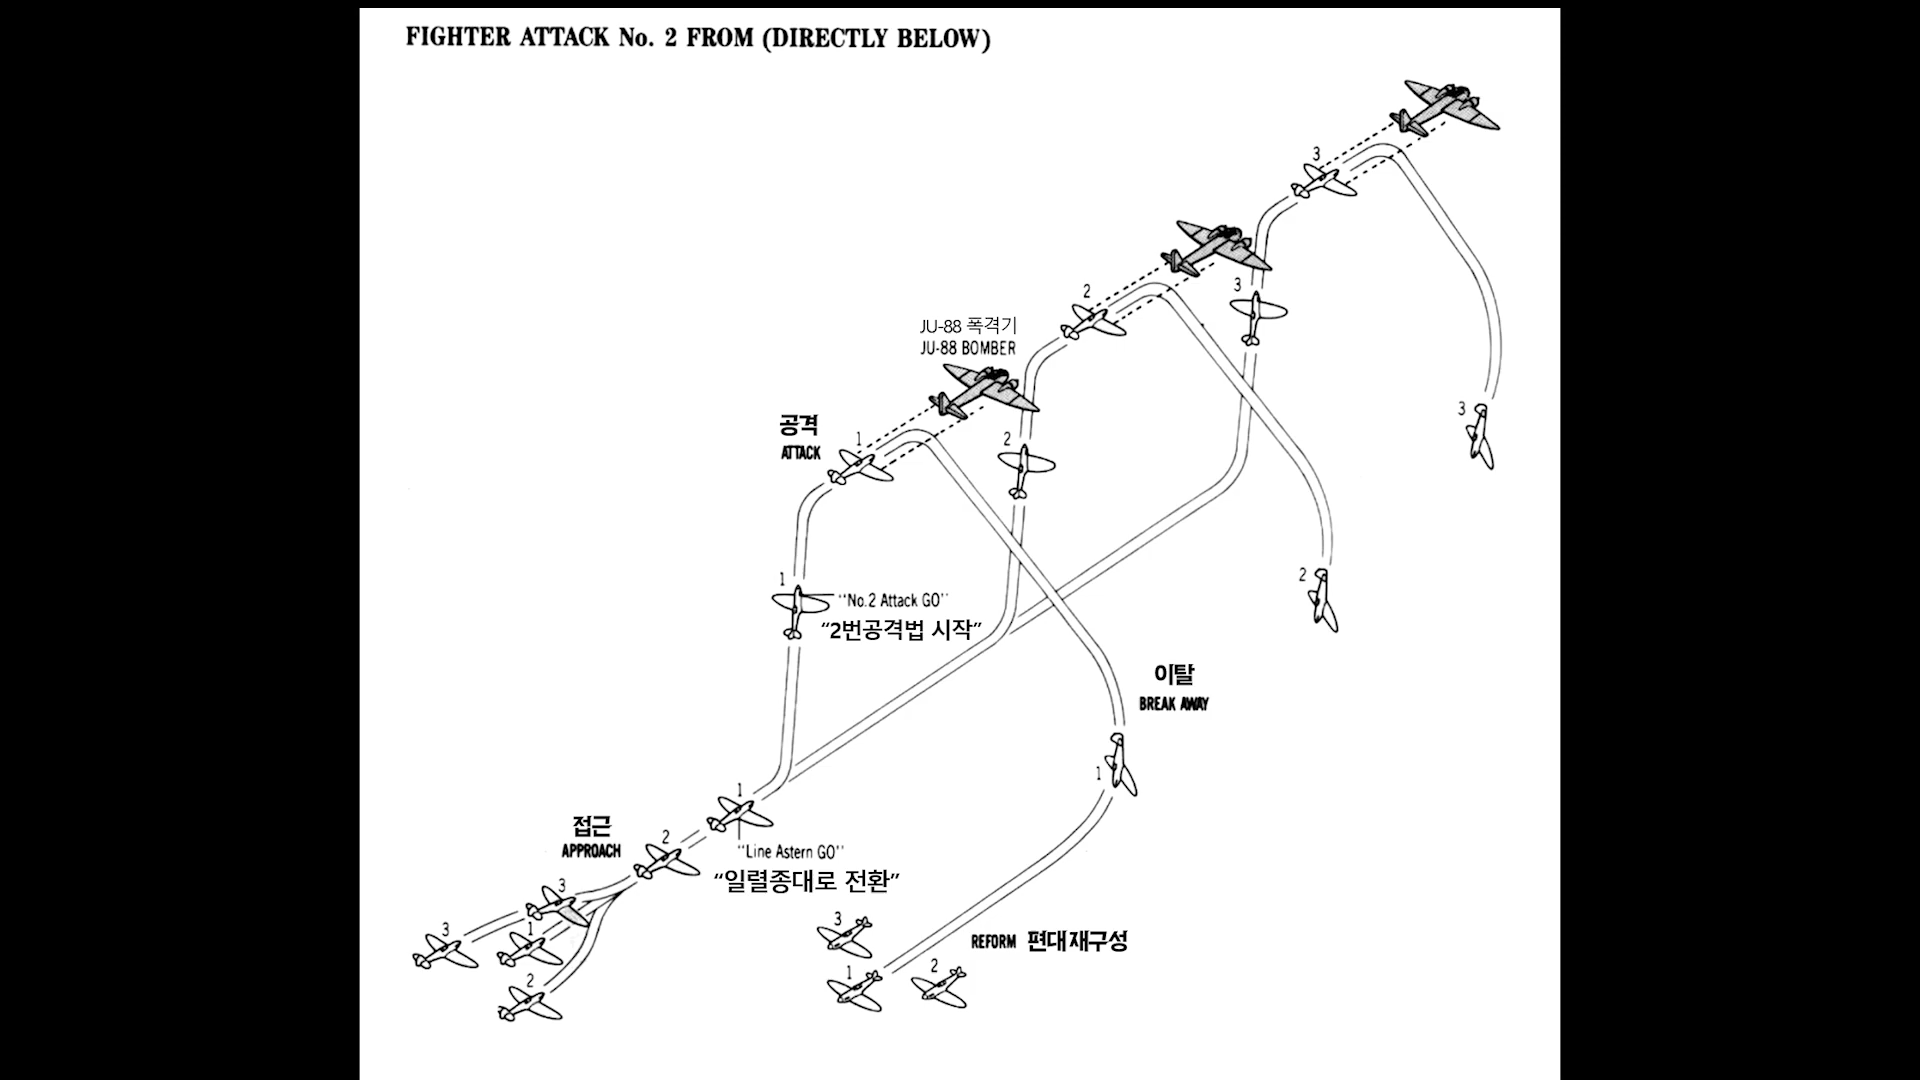 FIGHTER ATTACK No. 2 FROM (DIRECTLY BELOW)
3
2
3
JU-88 폭격기
JU-88 BOMBER
3
공격
ATTACK
1
2
2
1
"No.2 Attack GO"
“2번공격법 시작”
이탈
BREAK AWAY
1
1
접근
APPROACH
2
"Line Astern GO"
“일렬종대로 전환”
3
3
1
2
3
REFORM 편대재구성
1
2